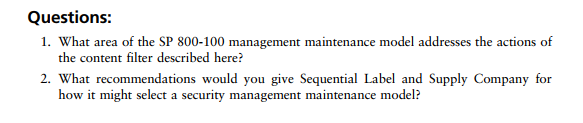 Questions:
1. What area of the SP 800-100 management maintenance model addresses the actions of
the content filter described here?
2. What recommendations would you give Sequential Label and Supply Company for
how it might select a security management maintenance model?